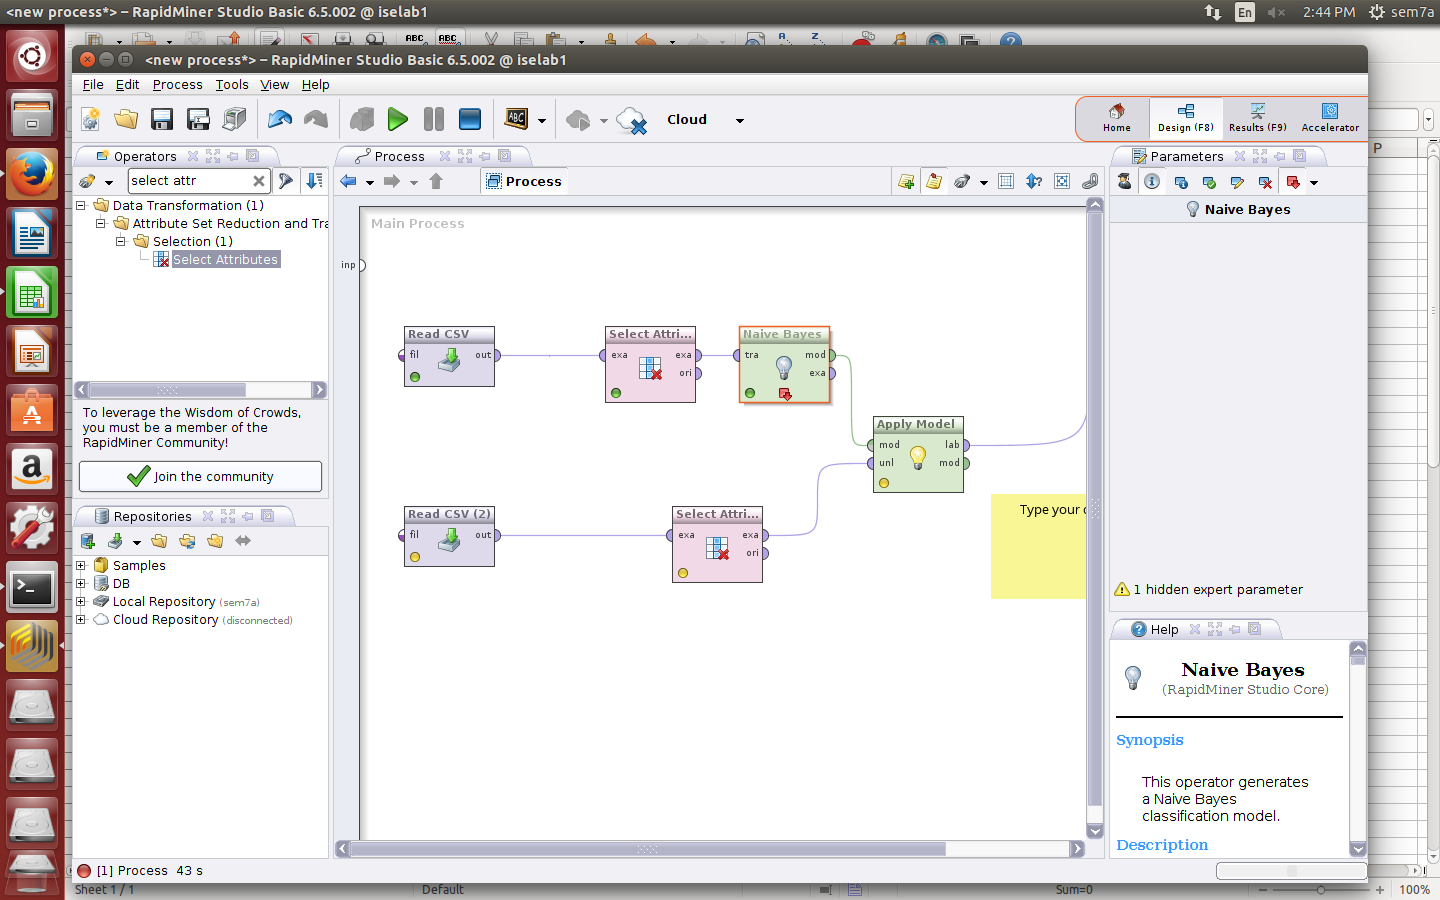 <new process*> – RapidMiner Studio Basic 6.5.002 @ iselab1
En
2:44 PM
sem7a
ABC
ABC
<new process*> – RapidMiner Studio Basic 6.5.002 @ iselab1
File Edit Process Tools View Help
ABC
Cloud
Home
Design (F8)
Results (F9)
Accelerator
Operators
select attr
Data Transformation (1)
Attribute Set Reduction and Tra
Selection (1)
Select Attributes
To leverage the Wisdom of Crowds,
you must be a member of the
RapidMiner Community!
Join the community
Repositories
Samples
DB
Local Repository (sem7a)
Cloud Repository (disconnected)
Process
Process
Main Process
inp
Read CSV
fil out
Select Attri...
exa exa
ori
Naive Bayes
tra mod
exa
Apply Model
mod lab
unl mod
Read CSV (2)
fil out
Select Attri...
exa exa
ori
Type your c
Parameters
Naive Bayes
1 hidden expert parameter
Help
Naive Bayes
(RapidMiner Studio Core)
Synopsis
This operator generates
a Naive Bayes
classification model.
Description
P
[1] Process 43 s
Sheet 1 / 1
Default
Sum=0
100%